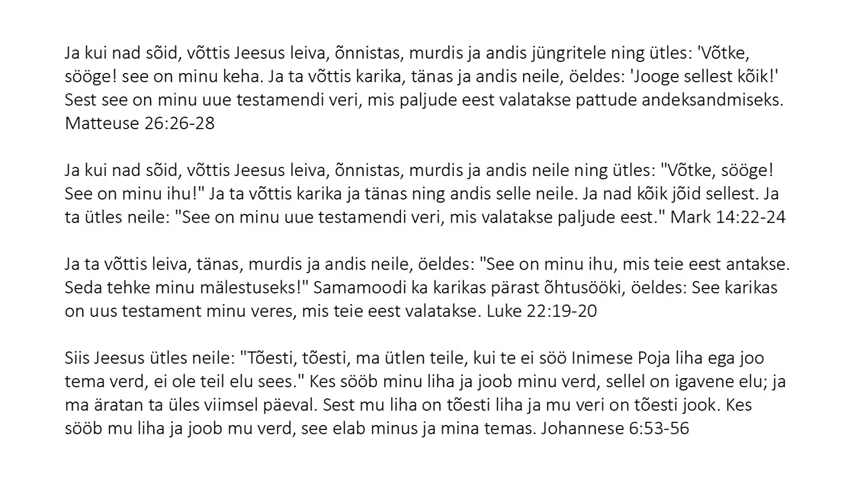 Ja kui nad sõid, võttis Jeesus leiva, õnnistas, murdis ja andis jüngritele ning ütles: 'Võtke,
sööge! see on minu keha. Ja ta võttis karika, tänas ja andis neile, öeldes: 'Jooge sellest kõik!'
Sest see on minu uue testamendi veri, mis paljude eest valatakse pattude andeksandmiseks.
Matteuse 26:26-28
Ja kui nad sõid, võttis Jeesus leiva, õnnistas, murdis ja andis neile ning ütles: "Võtke, sööge!
See on minu ihu!" Ja ta võttis karika ja tänas ning andis selle neile. Ja nad kõik jõid sellest. Ja
ta ütles neile: "See on minu uue testamendi veri, mis valatakse paljude eest." Mark 14:22-24
Ja ta võttis leiva, tänas, murdis ja andis neile, öeldes: "See on minu ihu, mis teie eest antakse.
Seda tehke minu mälestuseks!" Samamoodi ka karikas pärast õhtusööki, öeldes: See karikas
on uus testament minu veres, mis teie eest valatakse. Luke 22:19-20
Siis Jeesus ütles neile: "Tõesti, tõesti, ma ütlen teile, kui te ei söö Inimese Poja liha ega joo
tema verd, ei ole teil elu sees." Kes sööb minu liha ja joob minu verd, sellel on igavene elu; ja
ma äratan ta üles viimsel päeval. Sest mu liha on tõesti liha ja mu veri on tõesti jook. Kes
sööb mu liha ja joob mu verd, see elab minus ja mina temas. Johannese 6:53-56